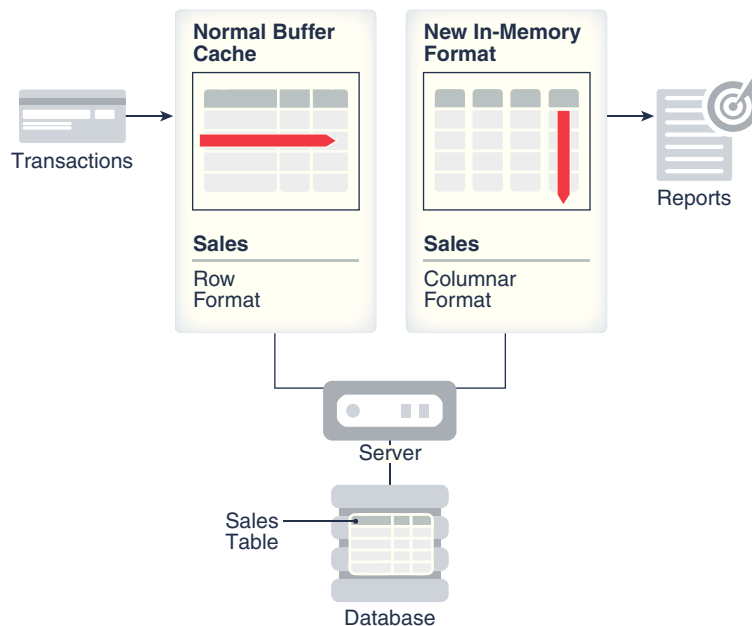 Normal Buffer
Cache
New In-Memory
Format
Transactions
Reports
Sales
Row
Format
Sales
Columnar
Format
Server
Sales
Table
Database